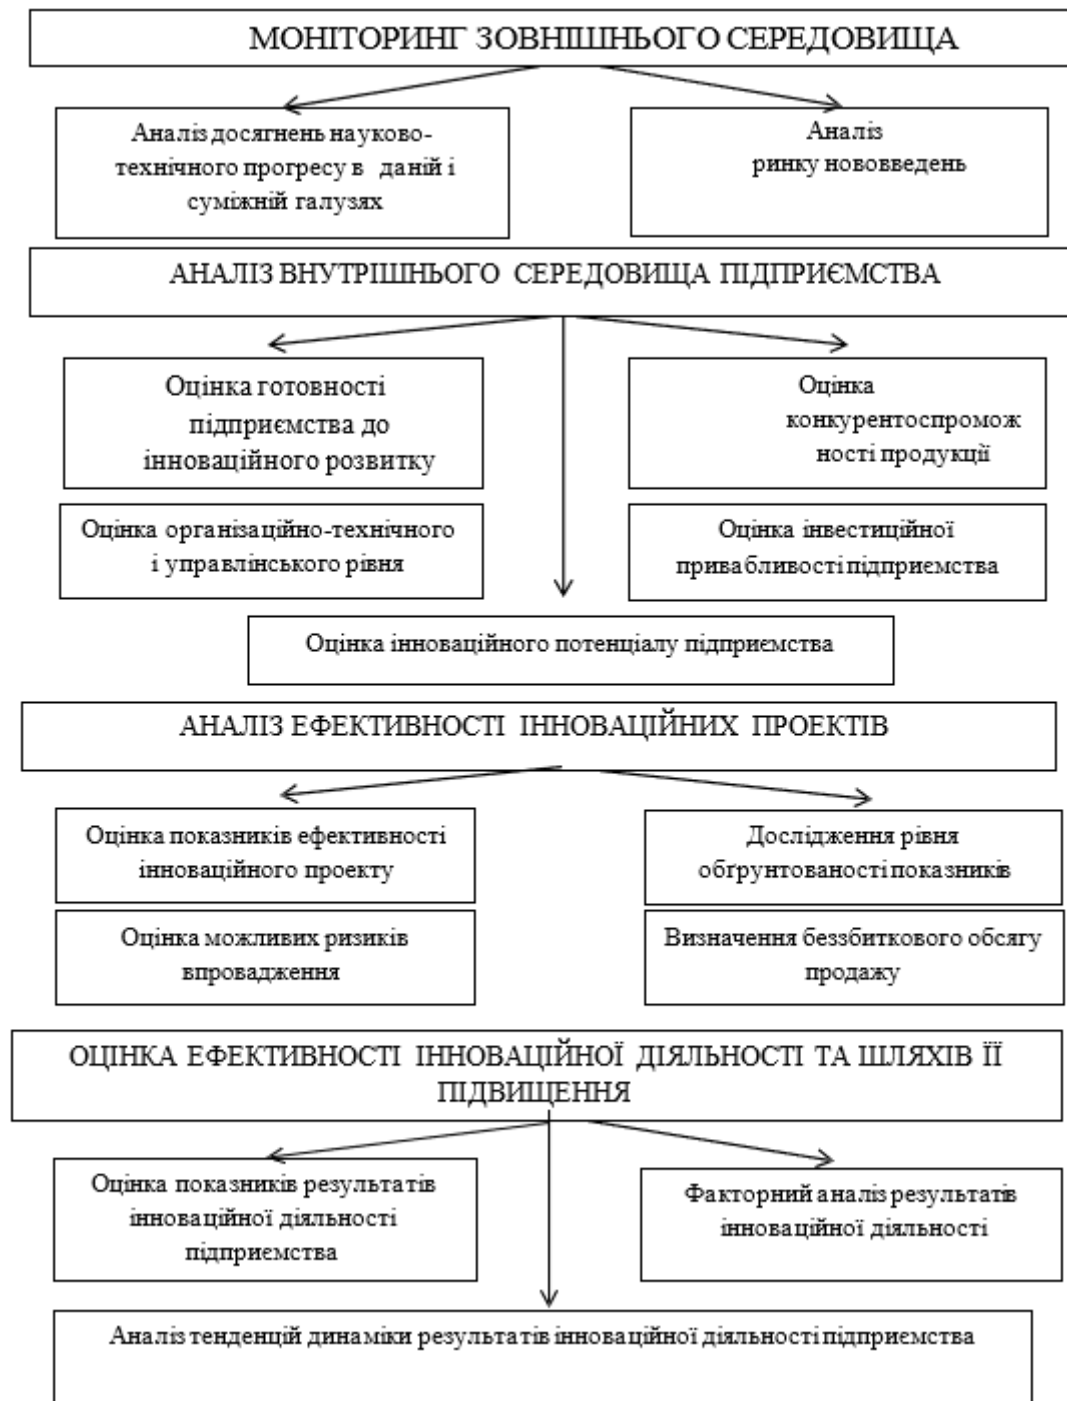 МОНІТОРИНГ ЗОВНІШНЬОГО СЕРЕДОВИЩА
Аналіз досягнень науково-
технічного прогресу в даній і
суміжній галузях
Аналіз
ринку нововведень
АНАЛІЗ ВНУТРІШНЬОГО СЕРЕДОВИЩА ПІДПРИЄМСТВА
Оцінка готовності
підприємства до
інноваційного розвитку
Оцінка
конкурентоспромож
ності продукції
Оцінка організаційно-технічного
і управлінського рівня
Оцінка інвестиційної
привабливості підприємства
Оцінка інноваційного потенціалу підприємства
АНАЛІЗ ЕФЕКТИВНОСТІ ІННОВАЦІЙНИХ ПРОЕКТІВ
Оцінка показників ефективності
інноваційного проекту
Дослідження рівня
обґрунтованості показників
Оцінка можливих ризиків
впровадження
Визначення беззбиткового обсягу
продажу
ОЦІНКА ЕФЕКТИВНОСТІ ІННОВАЦІЙНОЇ ДІЯЛЬНОСТІ ТА ШЛЯХІВ ЇЇ
ПІДВИЩЕННЯ
Оцінка показників результатів
інноваційної діяльності
підприємства
Факторний аналіз результатів
інноваційної діяльності
Аналіз тенденцій динаміки результатів інноваційної діяльності підприємства